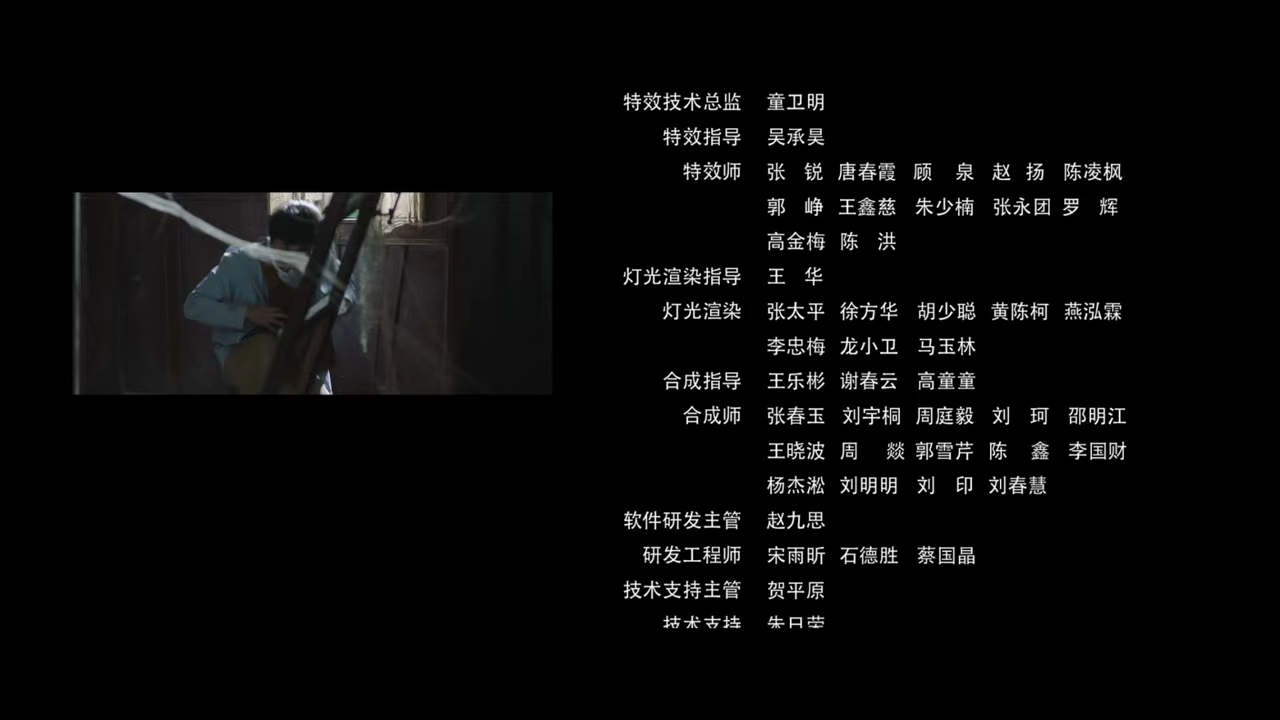 特效技术总监 童卫明
特效指导 吴承昊
特效师 张 锐 唐春霞 顾 泉 赵 扬 陈凌枫
郭 峥 王鑫慈 朱少楠 张永团 罗 辉
高金梅 陈 洪
灯光渲染指导 王 华
灯光渲染 张太平 徐方华 胡少聪 黄陈柯 燕泓霖
李忠梅 龙小卫 马玉林
合成指导 王乐彬 谢春云 高童童
合成师 张春玉 刘宇桐 周庭毅 刘 珂 邵明江
王晓波 周 燚 郭雪芹 陈 鑫 李国财
杨杰淞 刘明明 刘 印 刘春慧
软件研发主管 赵九思
研发工程师 宋雨昕 石德胜 蔡国晶
技术支持主管 贺平原
技术支持 朱日荣